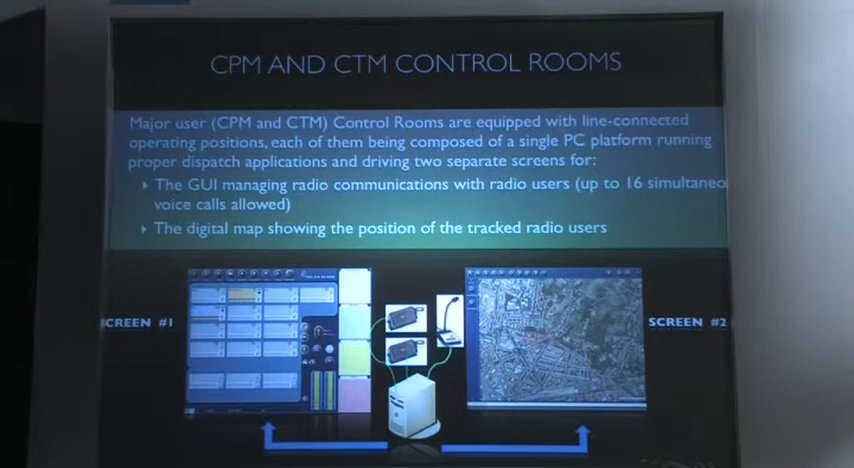 CPM AND CTM CONTROL ROOMS
Major user (CPM and CTM) Control Rooms are equipped with line-connected
operating positions, each of them being composed of a single PC platform running
proper dispatch applications and driving two separate screens for:
The GUI managing radio communications with radio users (up to 16 simultaneo
voice calls allowed)
The digital map showing the position of the tracked radio users
SCREEN #1
SCREEN #2